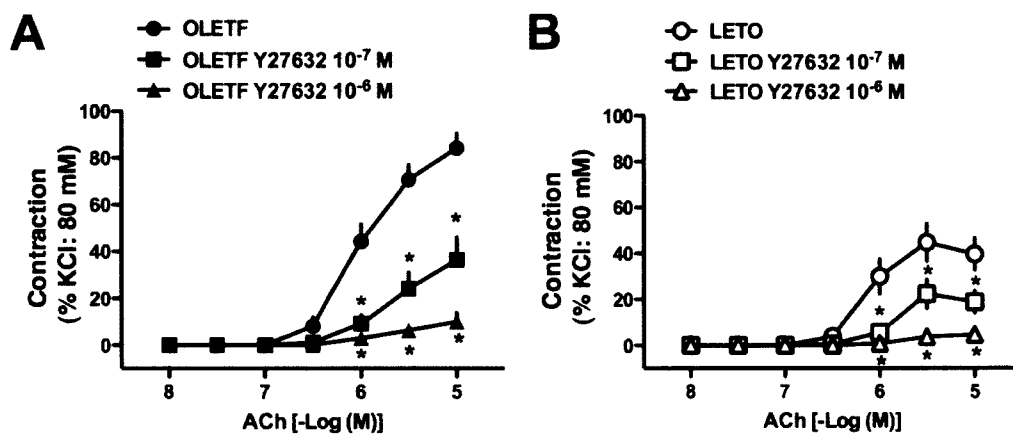 A
OLETF
OLETF Y27632 10⁻⁷ M
OLETF Y27632 10⁻⁶ M
Contraction
(% KCl: 80 mM)
100
80
60
40
20
0
* * *
* * *
8 7 6 5
ACh [-Log (M)]
B
LETO
LETO Y27632 10⁻⁷ M
LETO Y27632 10⁻⁶ M
Contraction
(% KCl: 80 mM)
100
80
60
40
20
0
* * *
* * *
8 7 6 5
ACh [-Log (M)]